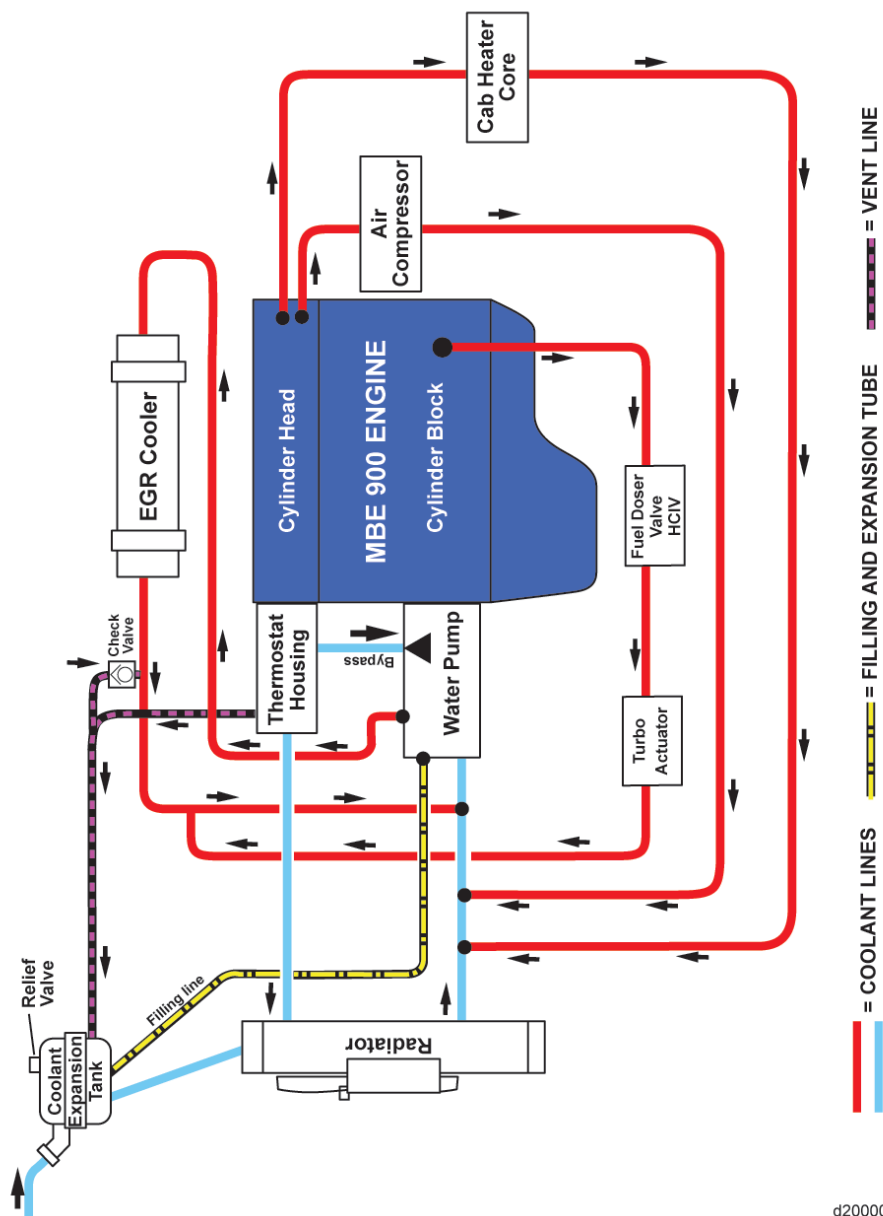 Cab Heater
Core
Air
Compressor
EGR Cooler
Cylinder Head
MBE 900 ENGINE
Cylinder Block
Check
Valve
Thermostat
Housing
Bypass
Water Pump
Fuel Doser
Valve
HCIV
Turbo
Actuator
Relief
Valve
Coolant
Expansion
Tank
Filling line
Radiator
= COOLANT LINES
= FILLING AND EXPANSION TUBE
= VENT LINE
d20000